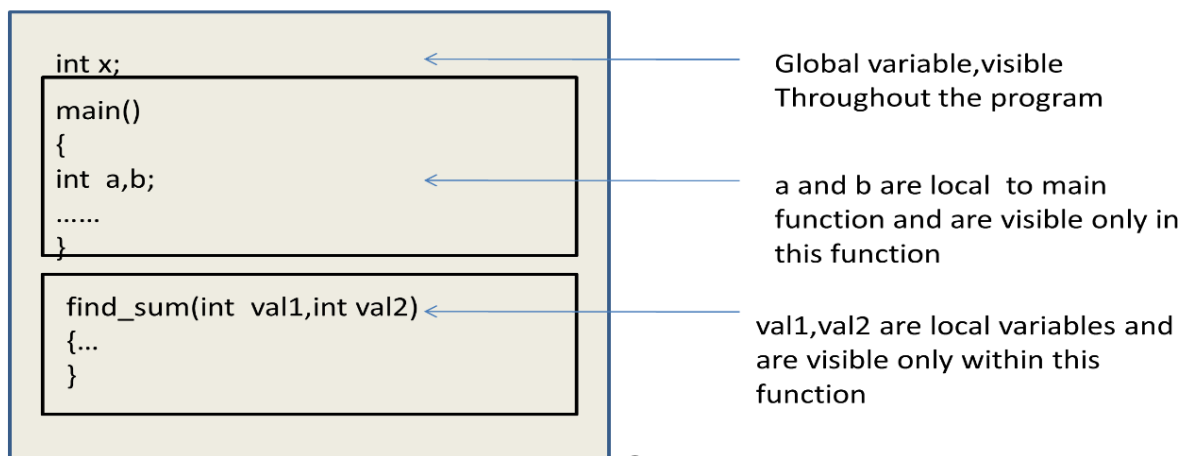 int x;
main()
{
int  a,b;
......
}
find_sum(int  val1,int val2)
{...
}
Global variable,visible
Throughout the program
a and b are local  to main
function and are visible only in
this function
val1,val2 are local variables and
are visible only within this
function